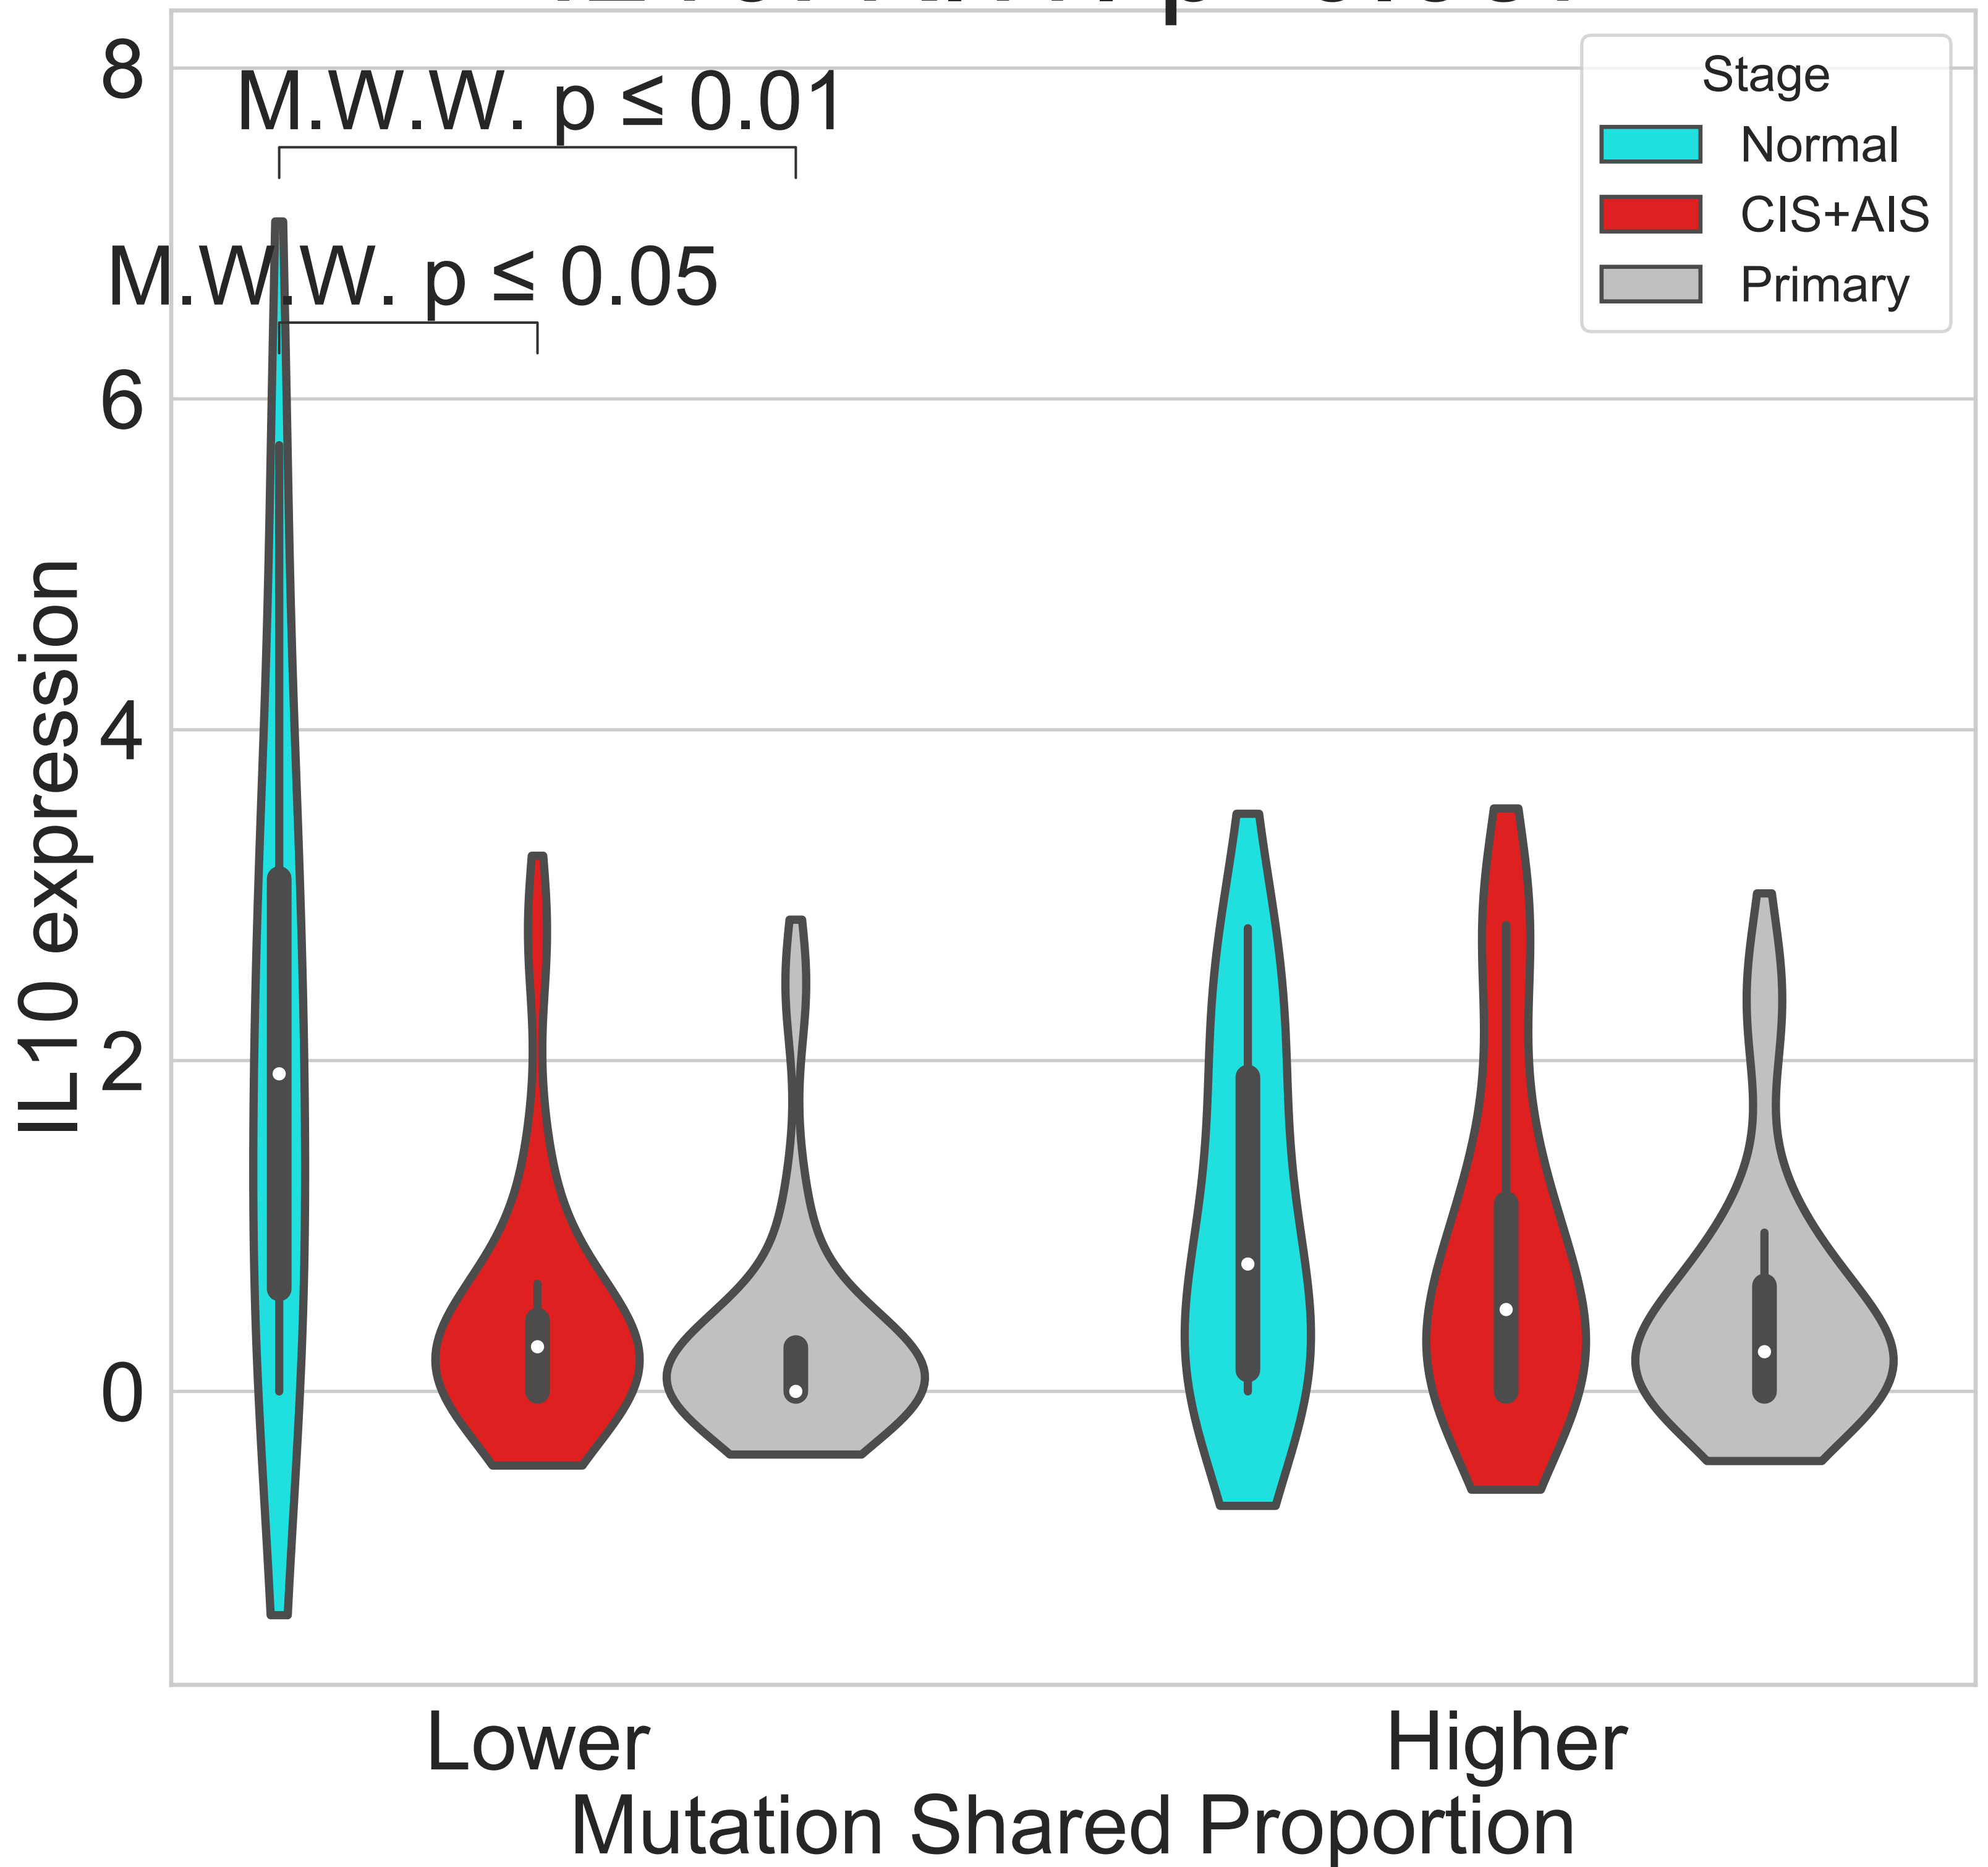 8
M.W.W. p ≤ 0.01
Stage
Normal
CIS+AIS
Primary
M.W.W. p ≤ 0.05
6
4
2
0
IL10 expression
Lower
Higher
Mutation Shared Proportion